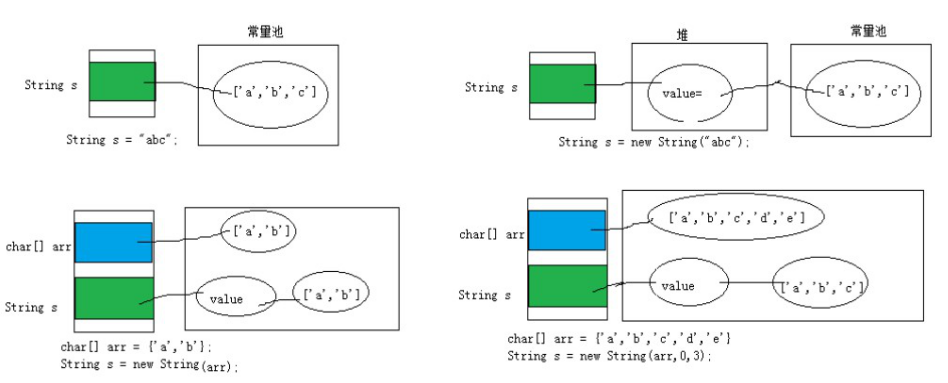 常量池
String s
['a','b','c']
String s = "abc";
堆
常量池
String s
value=
['a','b','c']
String s = new String("abc");
char[] arr
['a','b']
String s
value
['a','b']
char[] arr = {'a','b'};
String s = new String(arr);
char[] arr
['a','b','c','d','e']
String s
value
['a','b','c']
char[] arr = {'a','b','c','d','e'}
String s = new String(arr,0,3);